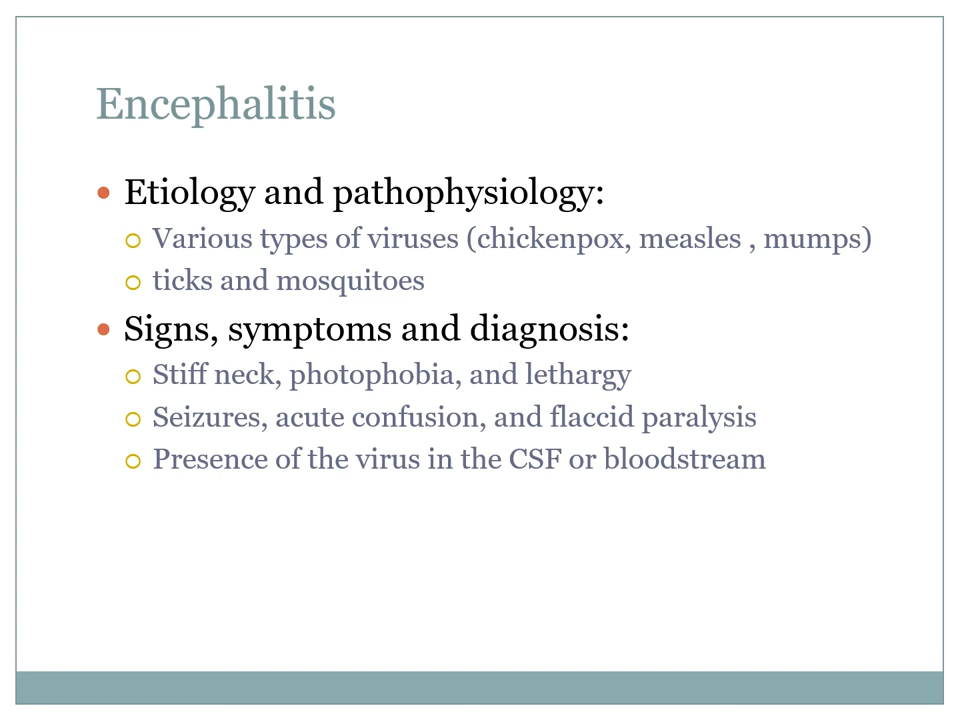 Encephalitis
Etiology and pathophysiology:
Various types of viruses (chickenpox, measles , mumps)
ticks and mosquitoes
Signs, symptoms and diagnosis:
Stiff neck, photophobia, and lethargy
Seizures, acute confusion, and flaccid paralysis
Presence of the virus in the CSF or bloodstream